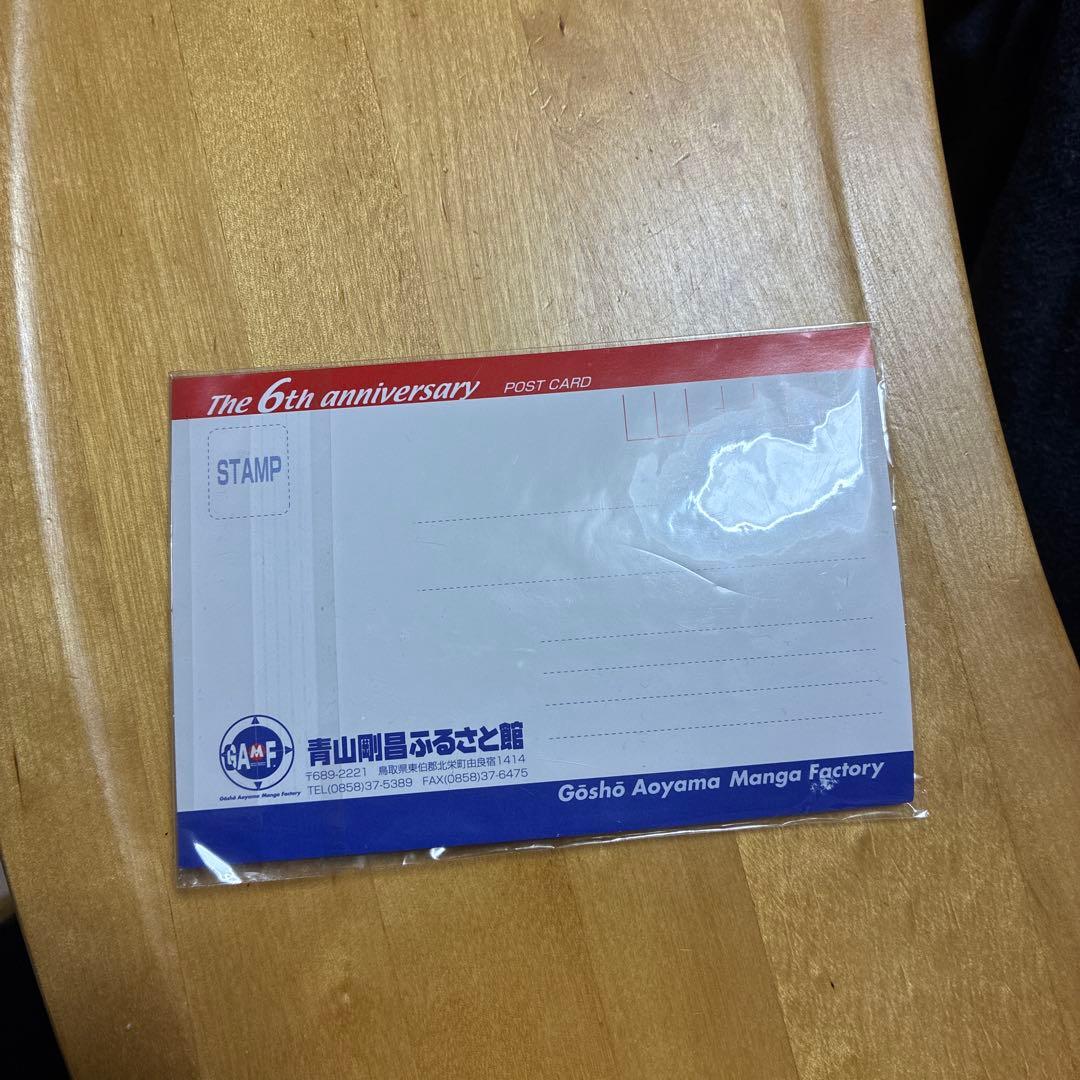 The 6th anniversary POST CARD
STAMP
GAMF
Gōshō Aoyama Manga Factory
青山剛昌ふるさと館
〒689-2221 鳥取県東伯郡北栄町由良宿1414
TEL(0858)37-5389 FAX(0858)37-6475
Gōshō Aoyama Manga Factory